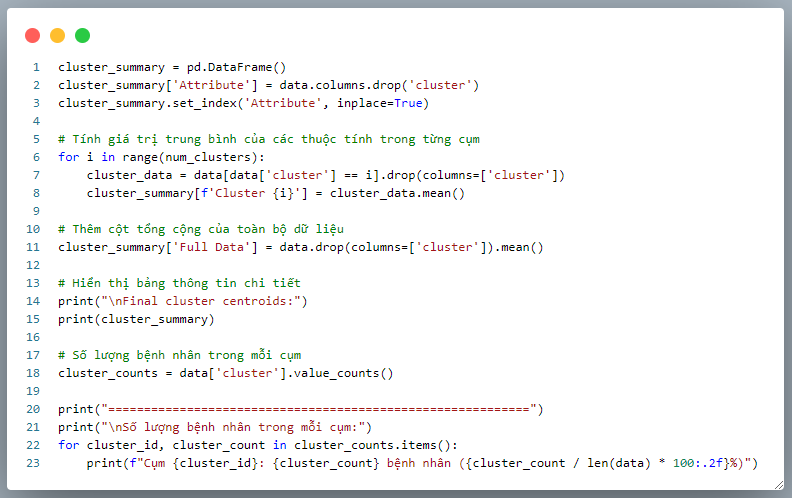 1 cluster_summary = pd.DataFrame()
2 cluster_summary['Attribute'] = data.columns.drop('cluster')
3 cluster_summary.set_index('Attribute', inplace=True)
4
5 # Tính giá trị trung bình của các thuộc tính trong từng cụm
6 for i in range(num_clusters):
7     cluster_data = data[data['cluster'] == i].drop(columns=['cluster'])
8     cluster_summary[f'Cluster {i}'] = cluster_data.mean()
9
10 # Thêm cột tổng cộng của toàn bộ dữ liệu
11 cluster_summary['Full Data'] = data.drop(columns=['cluster']).mean()
12
13 # Hiển thị bảng thông tin chi tiết
14 print("\nFinal cluster centroids:")
15 print(cluster_summary)
16
17 # Số lượng bệnh nhân trong mỗi cụm
18 cluster_counts = data['cluster'].value_counts()
19
20 print("===========================================================")
21 print("\nSố lượng bệnh nhân trong mỗi cụm:")
22 for cluster_id, cluster_count in cluster_counts.items():
23     print(f"Cụm {cluster_id}: {cluster_count} bệnh nhân ({cluster_count / len(data) * 100:.2f}%)")